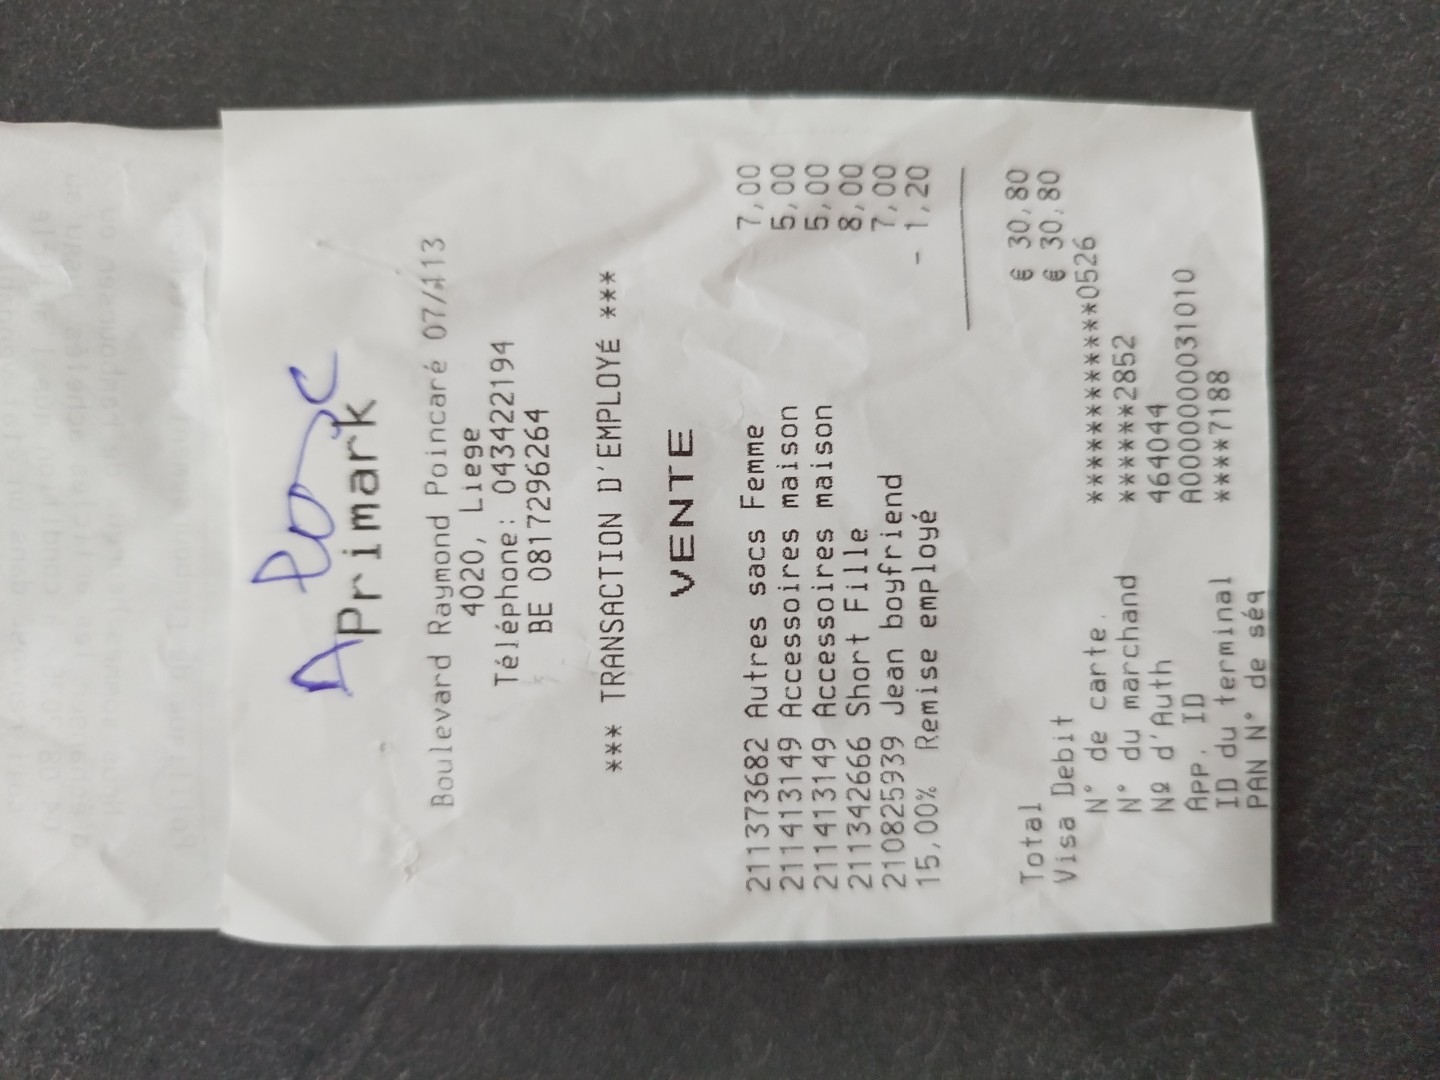 Primark
Boulevard Raymond Poincaré 07/113
4020, Liege
Téléphone: 043422194
BE 0817296264
*** TRANSACTION D'EMPLOYÉ ***
VENTE
211373682 Autres sacs Femme 7,00
211413149 Accessoires maison 5,00
211413149 Accessoires maison 5,00
211342666 Short Fille 8,00
210825939 Jean boyfriend 7,00
15,00% Remise employé - 1,20
Total € 30,80
Visa Debit € 30,80
N° de carte. ************0526
N° du marchand ******2852
Nº d'Auth 464044
App. ID A0000000031010
ID du terminal ****7188
PAN N° de séq